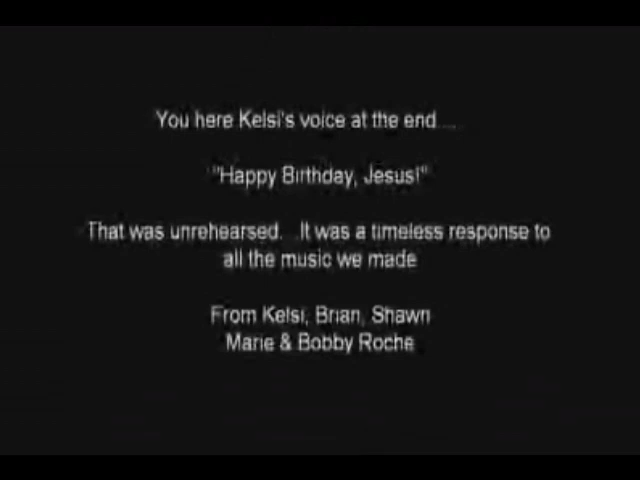 You here Kelsi's voice at the end....
"Happy Birthday, Jesus!"
That was unrehearsed. It was a timeless response to
all the music we made
From Kelsi, Brian, Shawn
Marie & Bobby Roche